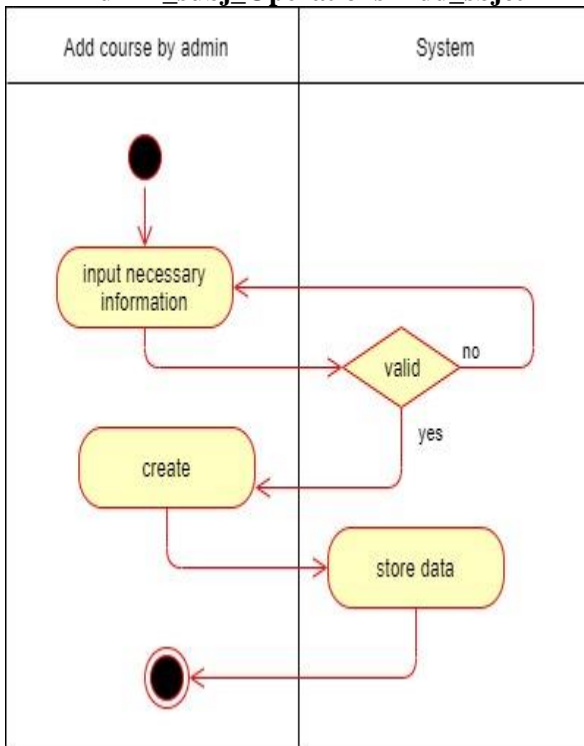 Add course by admin
System
input necessary
information
valid
no
yes
create
store data